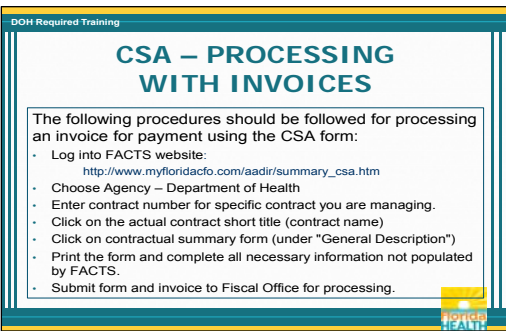 DOH Required Training
CSA – PROCESSING
WITH INVOICES
The following procedures should be followed for processing
an invoice for payment using the CSA form:
• Log into FACTS website:
http://www.myfloridacfo.com/aadir/summary_csa.htm
• Choose Agency – Department of Health
• Enter contract number for specific contract you are managing.
• Click on the actual contract short title (contract name)
• Click on contractual summary form (under "General Description")
• Print the form and complete all necessary information not populated
by FACTS.
• Submit form and invoice to Fiscal Office for processing.
Florida
HEALTH